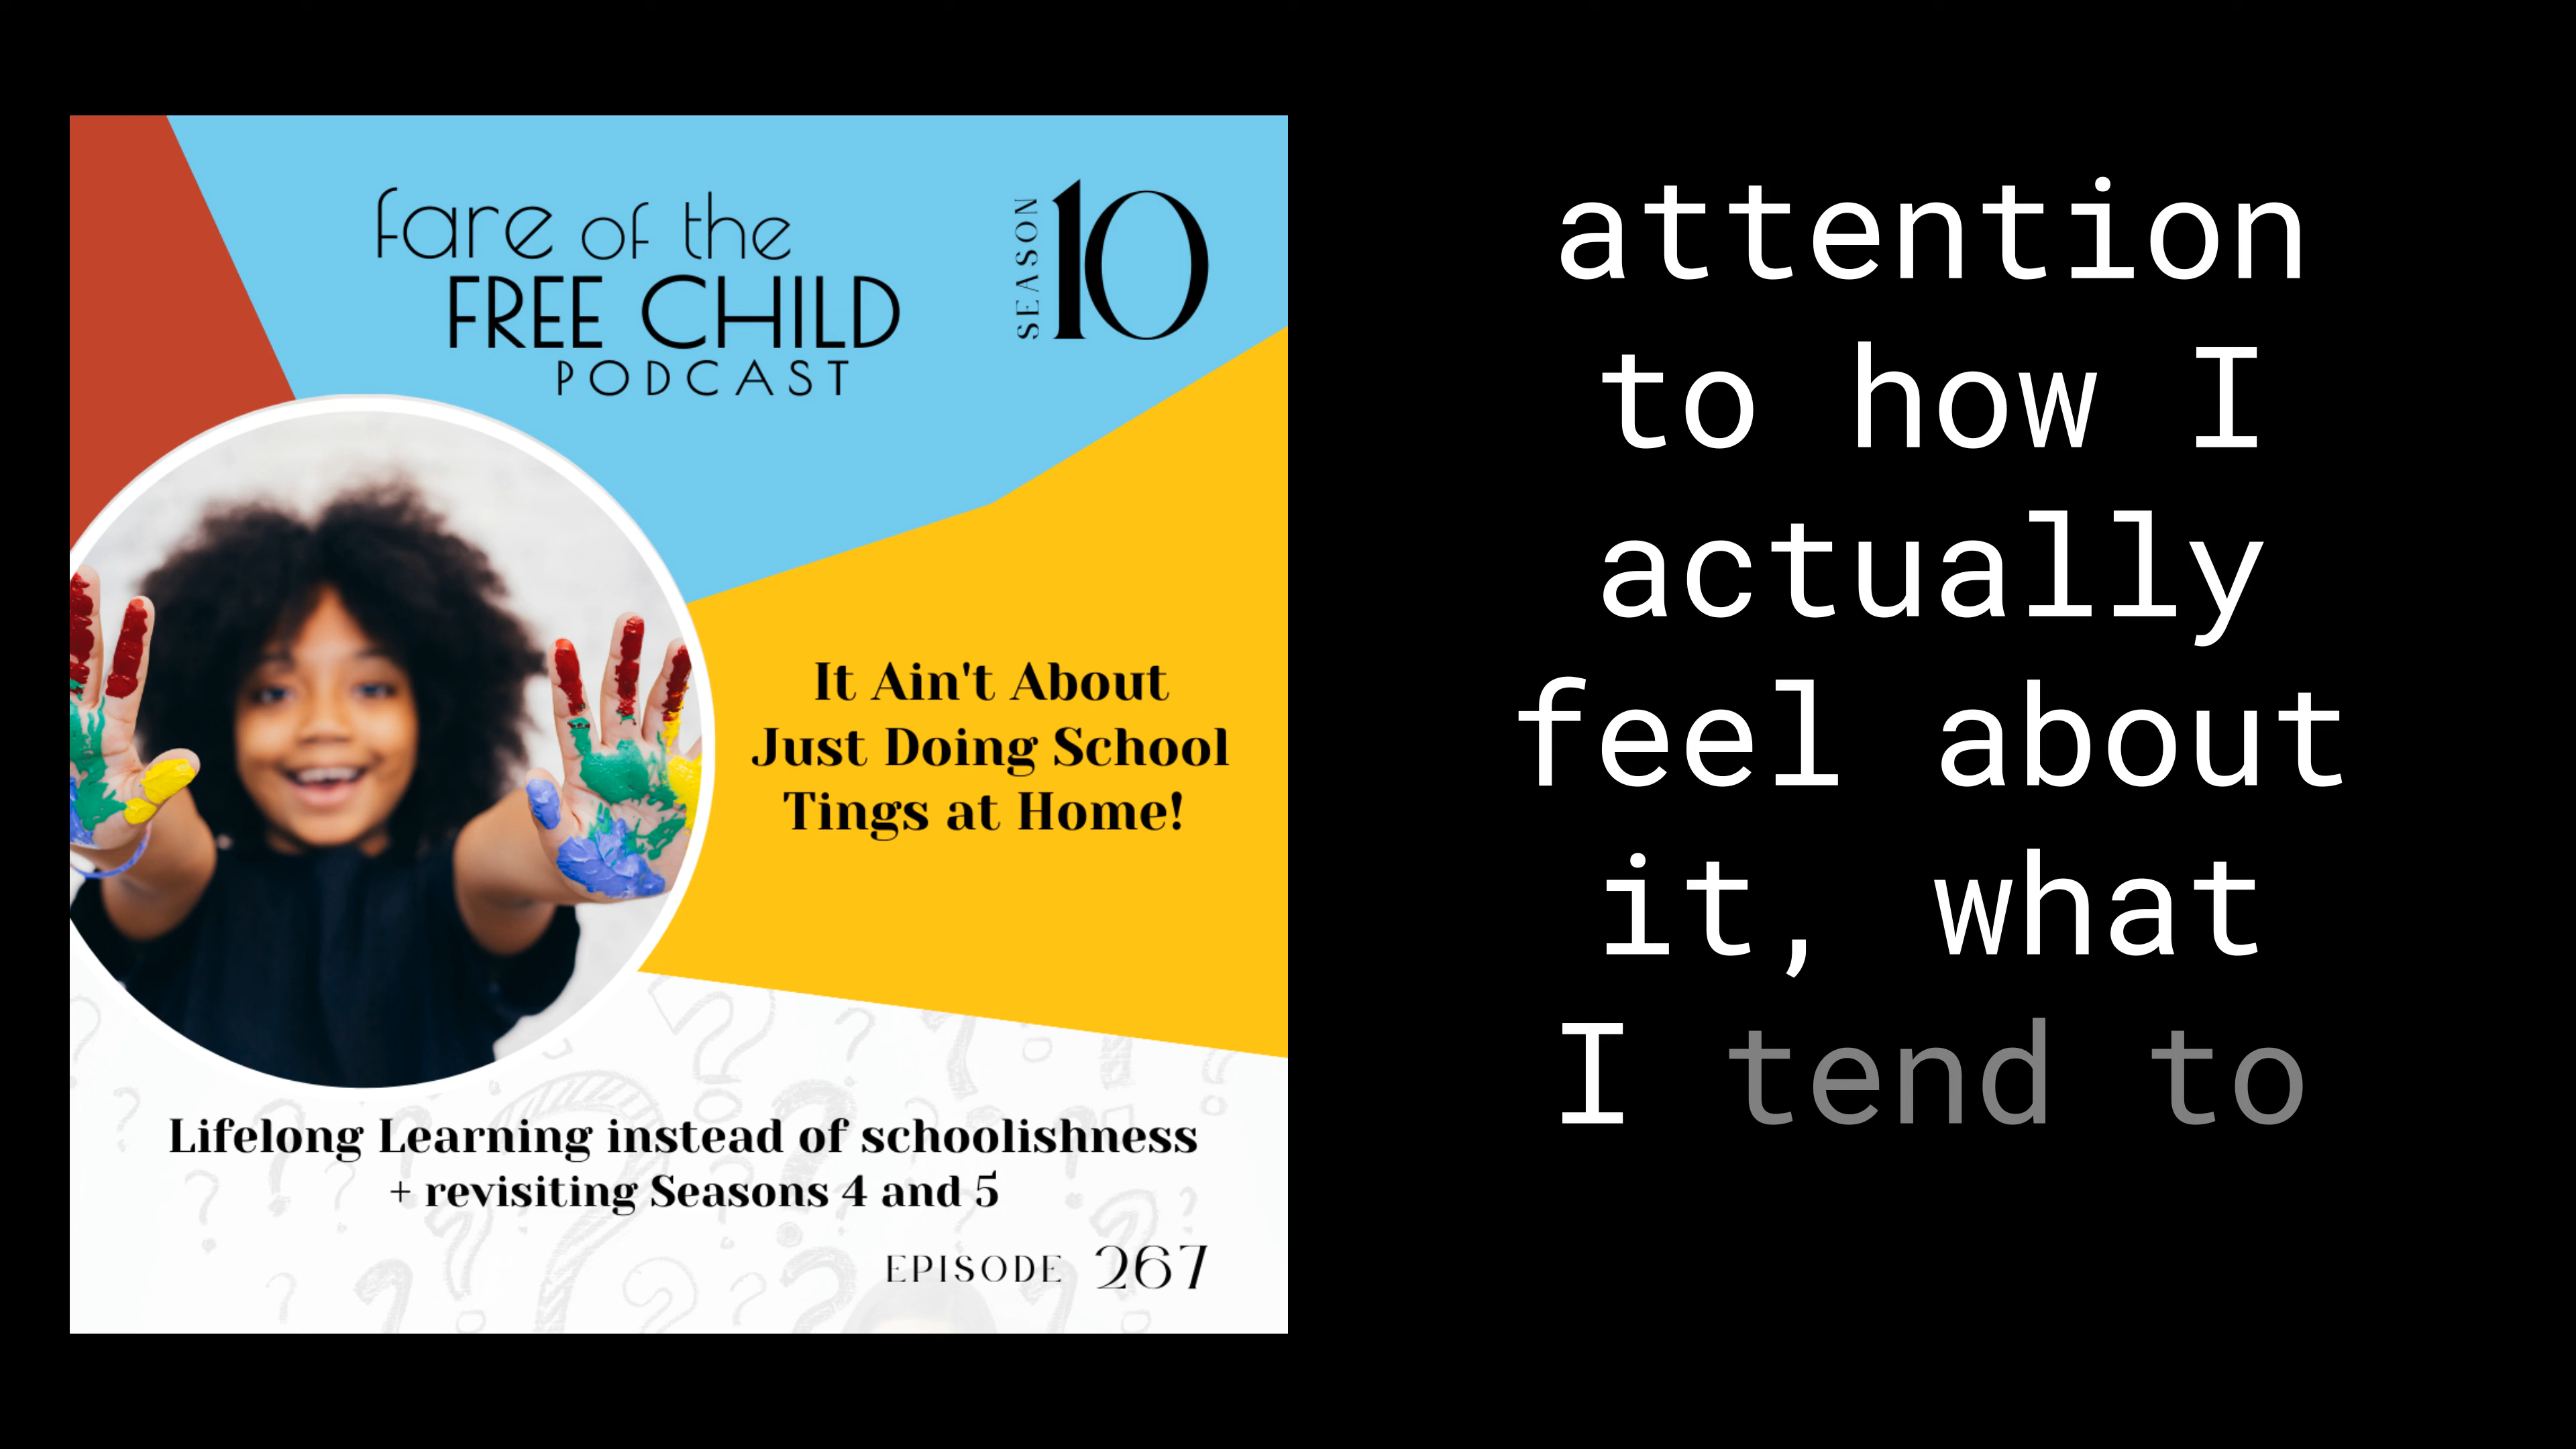 fare of the
FREE CHILD
PODCAST
SEASON 10
It Ain't About
Just Doing School
Tings at Home!
Lifelong Learning instead of schoolishness
+ revisiting Seasons 4 and 5
EPISODE 267
attention
to how I
actually
feel about
it, what
I tend to